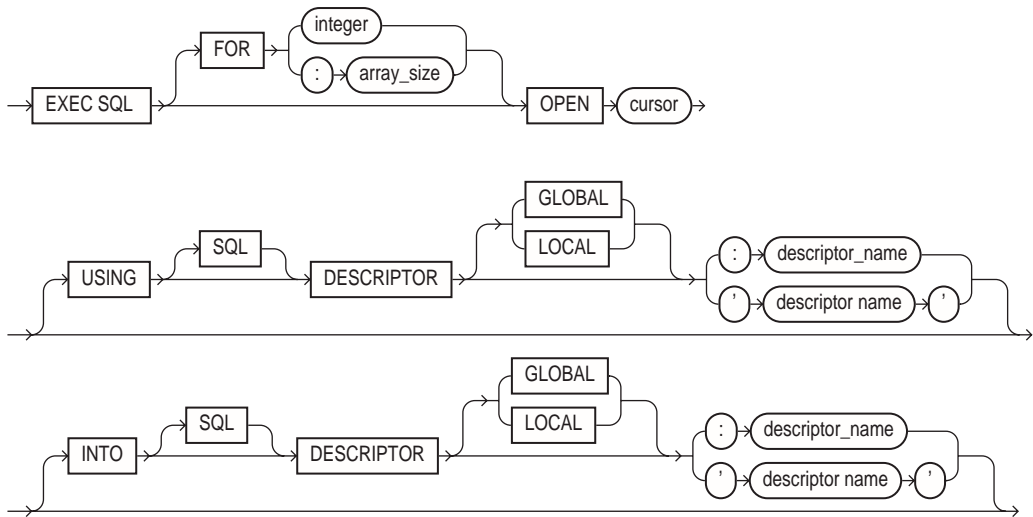 integer
FOR
: array_size
EXEC SQL OPEN cursor
GLOBAL
SQL LOCAL : descriptor_name
USING DESCRIPTOR ’ descriptor name ’
GLOBAL
SQL LOCAL : descriptor_name
INTO DESCRIPTOR ’ descriptor name ’